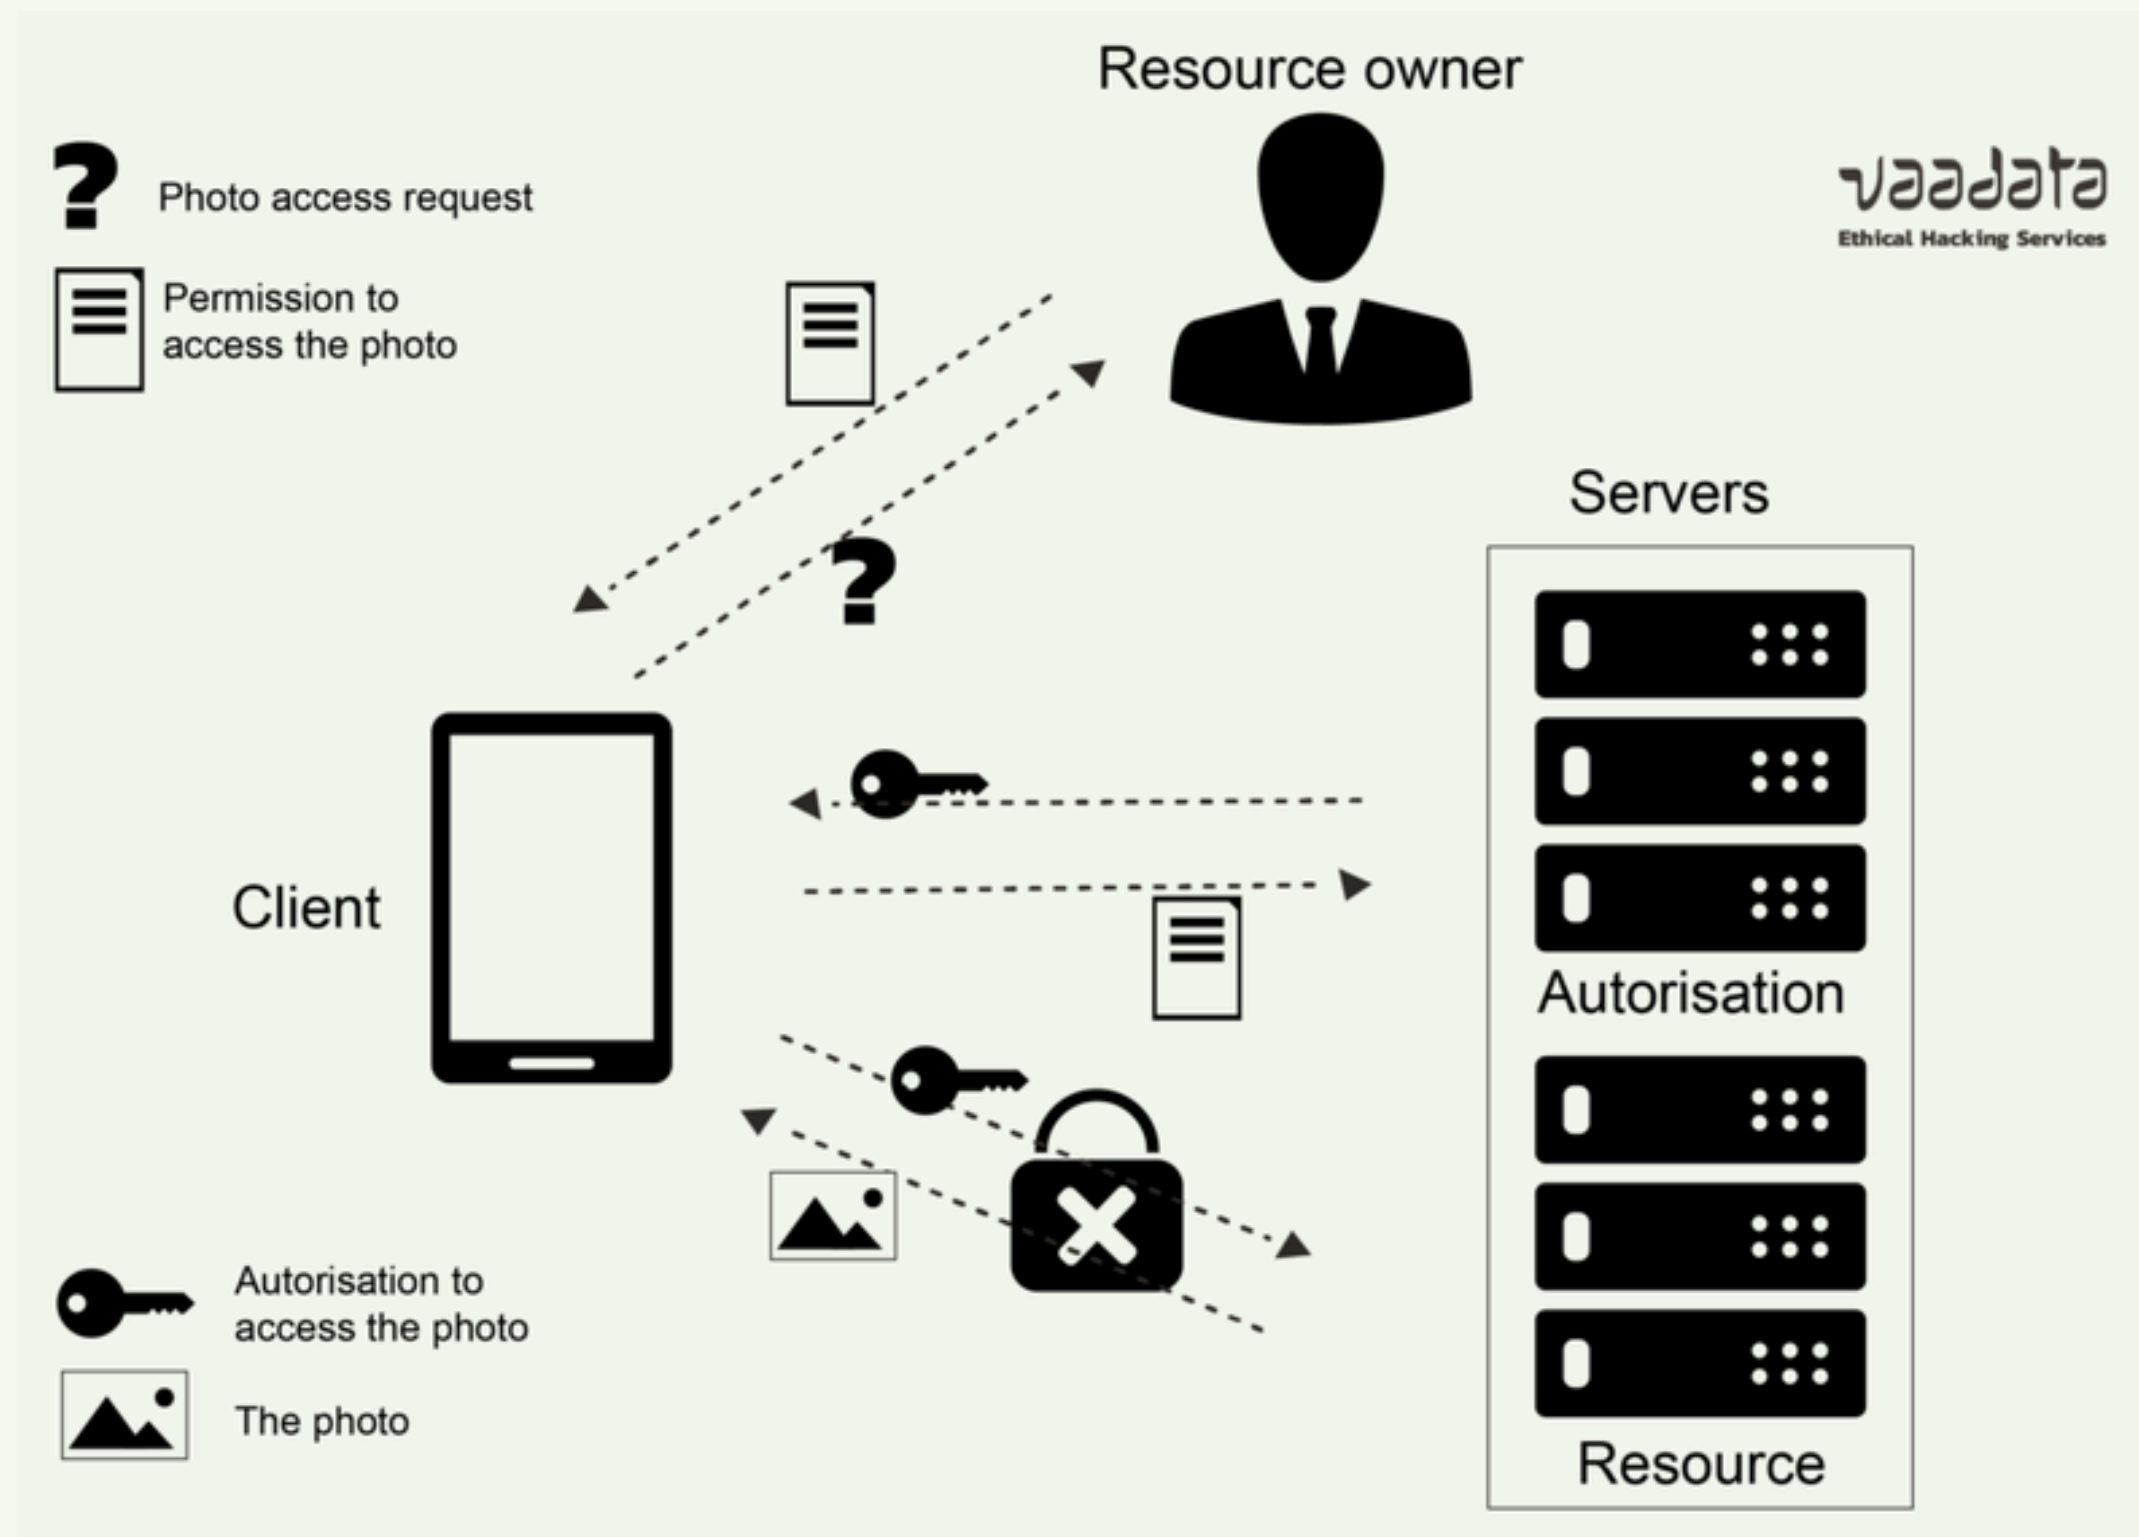 Resource owner
Photo access request
vaadata
Ethical Hacking Services
Permission to
access the photo
Servers
Client
Autorisation
Autorisation to
access the photo
The photo
Resource